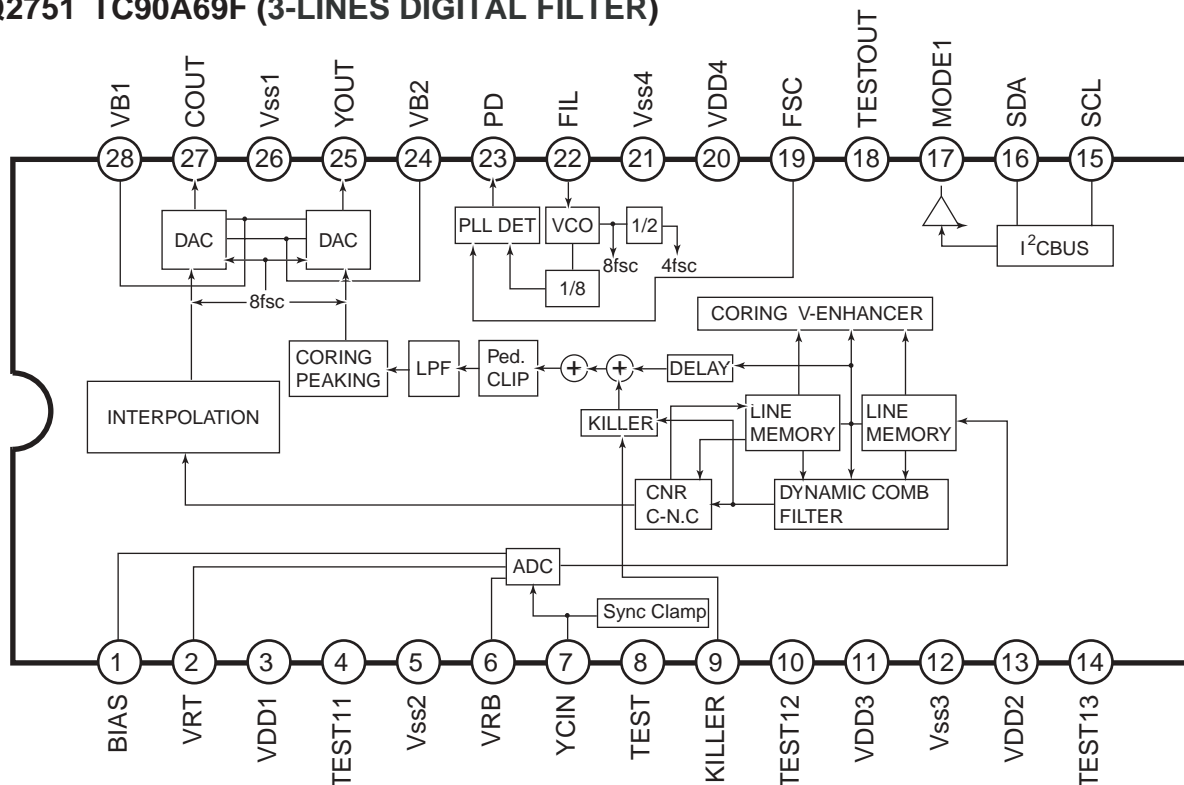 Q2751 TC90A69F (3-LINES DIGITAL FILTER)
VB1
COUT
Vss1
YOUT
VB2
PD
FIL
Vss4
VDD4
FSC
TESTOUT
MODE1
SDA
SCL
28
27
26
25
24
23
22
21
20
19
18
17
16
15
DAC
DAC
PLL DET
VCO
1/2
I²CBUS
8fsc
4fsc
8fsc
1/8
CORING V-ENHANCER
CORING
PEAKING
LPF
Ped.
CLIP
+
+
DELAY
INTERPOLATION
KILLER
LINE
MEMORY
LINE
MEMORY
CNR
C-N.C
DYNAMIC COMB
FILTER
ADC
Sync Clamp
1
2
3
4
5
6
7
8
9
10
11
12
13
14
BIAS
VRT
VDD1
TEST11
Vss2
VRB
YCIN
TEST
KILLER
TEST12
VDD3
Vss3
VDD2
TEST13